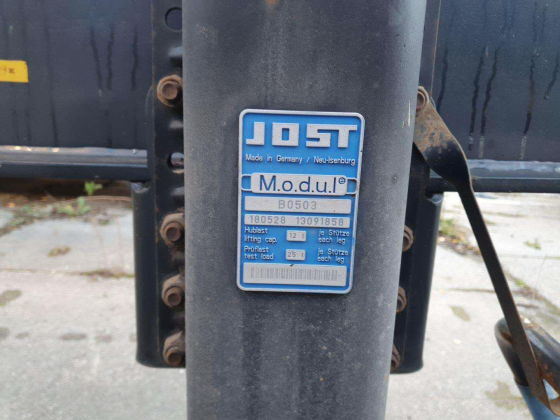 JOST
Made in Germany / Neu-Isenburg
M.o.d.u.l®
B0503
180528 13091858
Hublast lifting cap. 12 t je Stütze each leg
Prüflast test load 25 t je Stütze each leg